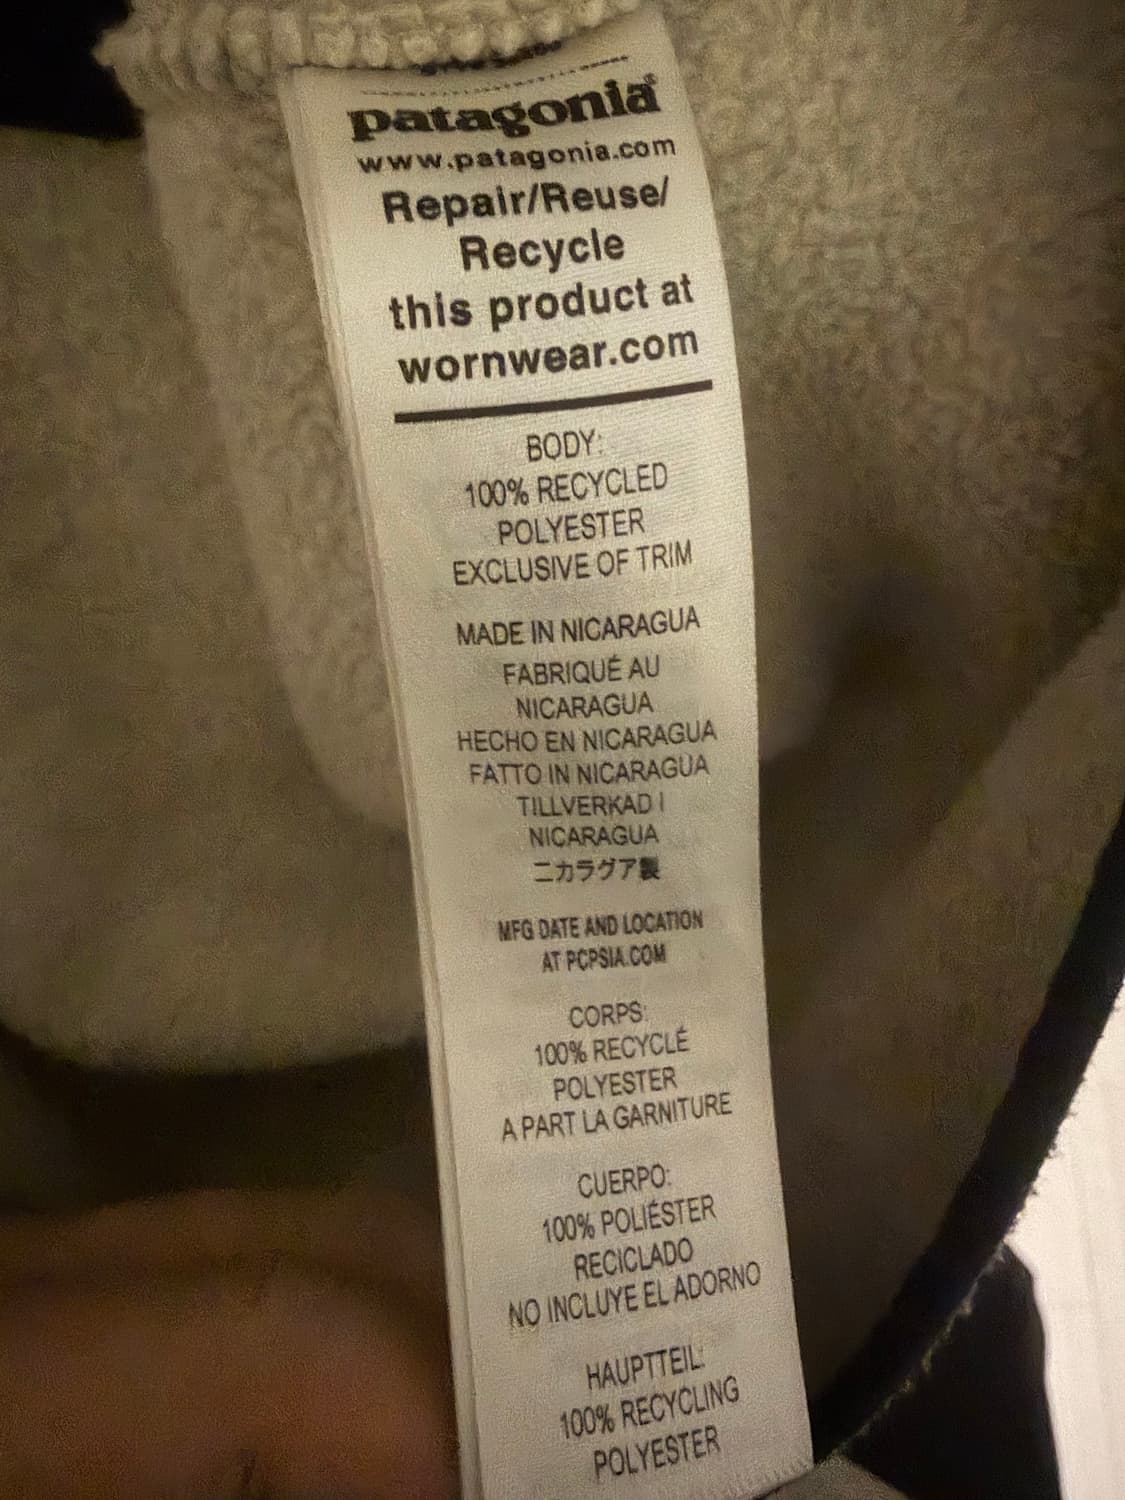 patagonia®
www.patagonia.com
Repair/Reuse/
Recycle
this product at
wornwear.com
BODY:
100% RECYCLED
POLYESTER
EXCLUSIVE OF TRIM
MADE IN NICARAGUA
FABRIQUÉ AU
NICARAGUA
HECHO EN NICARAGUA
FATTO IN NICARAGUA
TILLVERKAD I
NICARAGUA
ニカラグア製
MFG DATE AND LOCATION
AT PCPSIA.COM
CORPS:
100% RECYCLÉ
POLYESTER
A PART LA GARNITURE
CUERPO:
100% POLIÉSTER
RECICLADO
NO INCLUYE EL ADORNO
HAUPTTEIL:
100% RECYCLING
POLYESTER